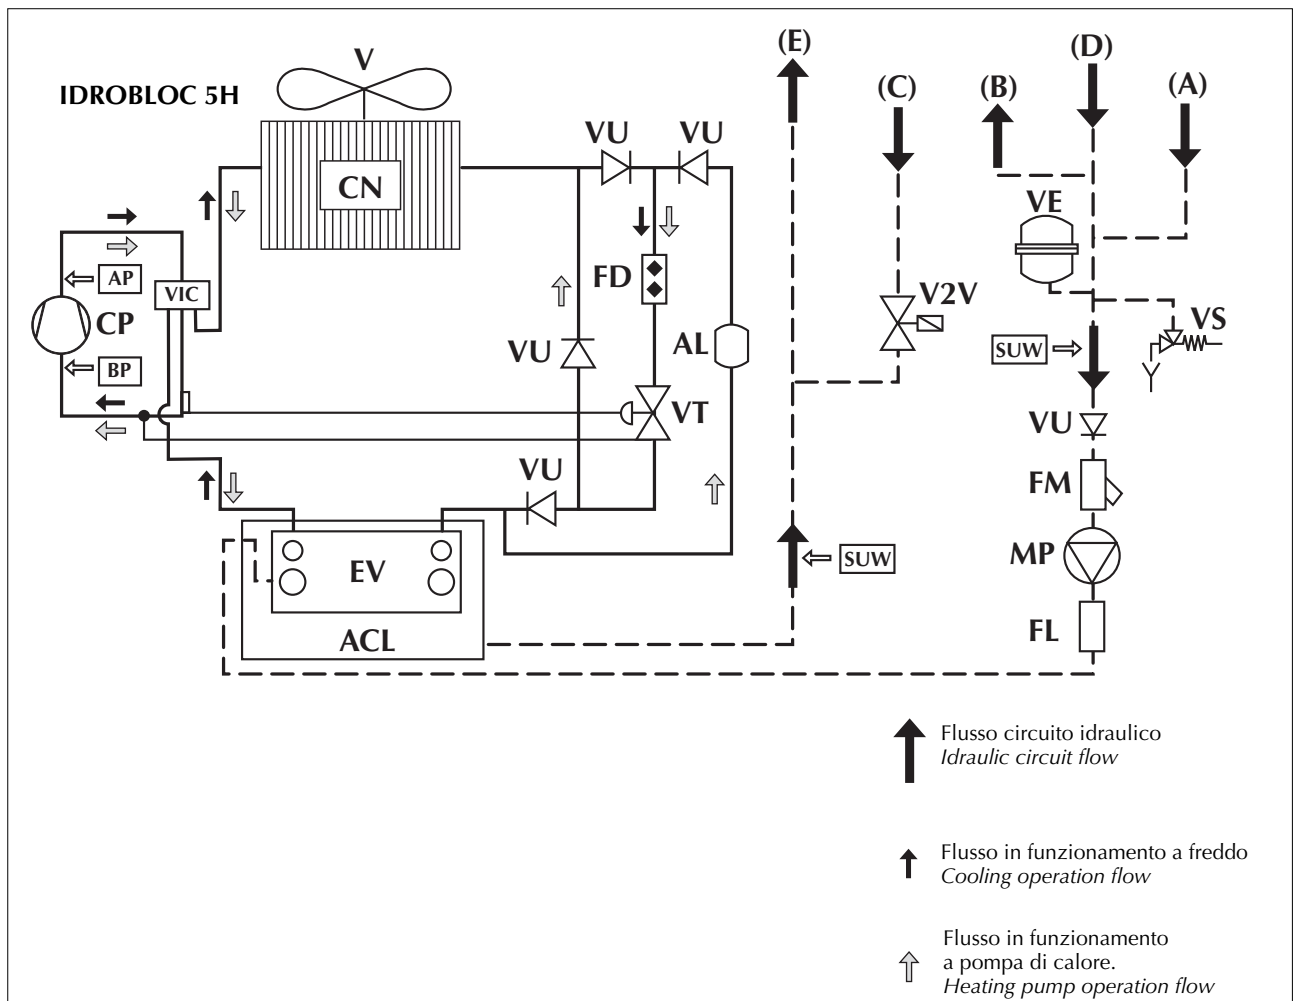 (E)
(D)
V
(C)
(B)
(A)
IDROBLOC 5H
VU
VU
CN
VE
FD
AP
VIC
V2V
CP
VU
AL
SUW
VS
BP
VT
VU
VU
FM
MP
EV
SUW
ACL
FL
Flusso circuito idraulico
Idraulic circuit flow
Flusso in funzionamento a freddo
Cooling operation flow
Flusso in funzionamento
a pompa di calore.
Heating pump operation flow